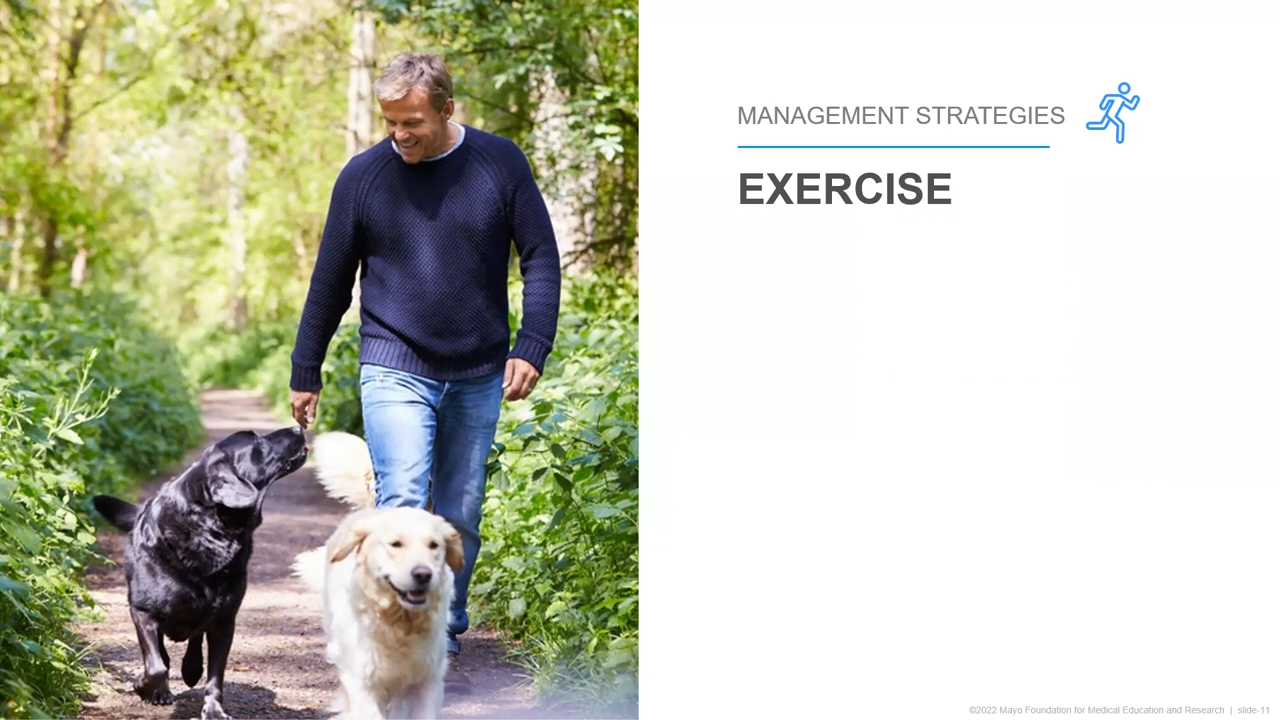 MANAGEMENT STRATEGIES
EXERCISE
©2022 Mayo Foundation for Medical Education and Research | slide-11